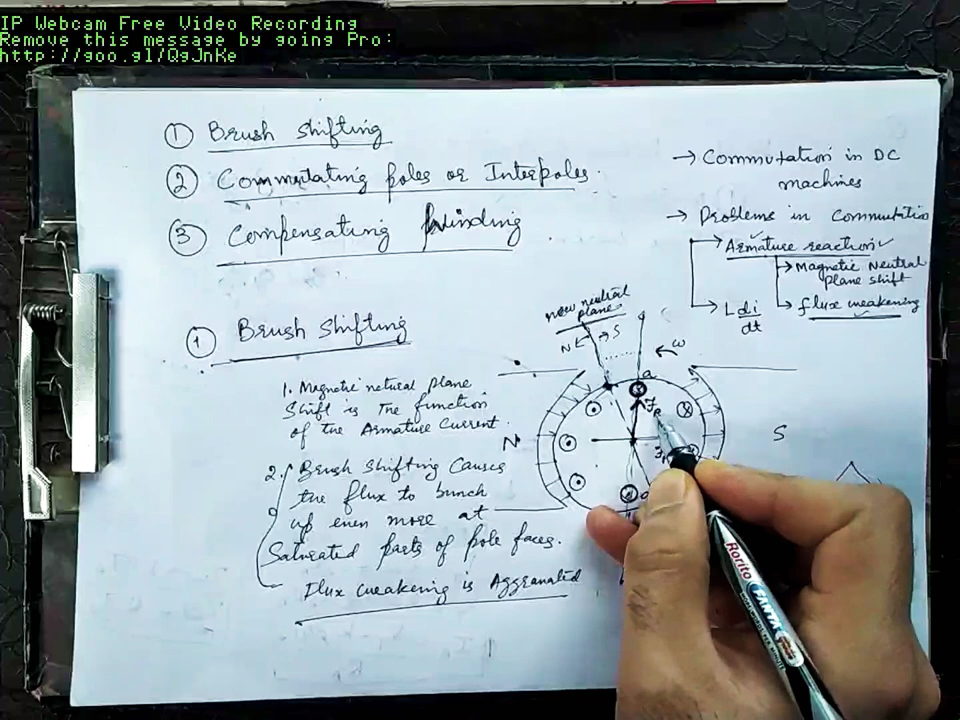 IP Webcam Free Video Recording
Remove this message by going Pro:
http://goo.gl/QgJnKe
① Brush shifting
② Commutating poles or Interpoles.
③ Compensating Winding
→ Commutation in DC
machines
→ Problems in Commutation
→ Armature reaction ✓
→ Magnetic Neutral
Plane shift
→ flux weakening
→ L di/dt
① Brush Shifting
1. Magnetic natural plane
Shift is The function
of the Armature Current.
2. Brush Shifting Causes
the flux to bunch
up even more at
Saturated parts of pole faces.
Flux weakening is Aggravated
new neutral
plane
N S
ω
a
N
S
Rorito